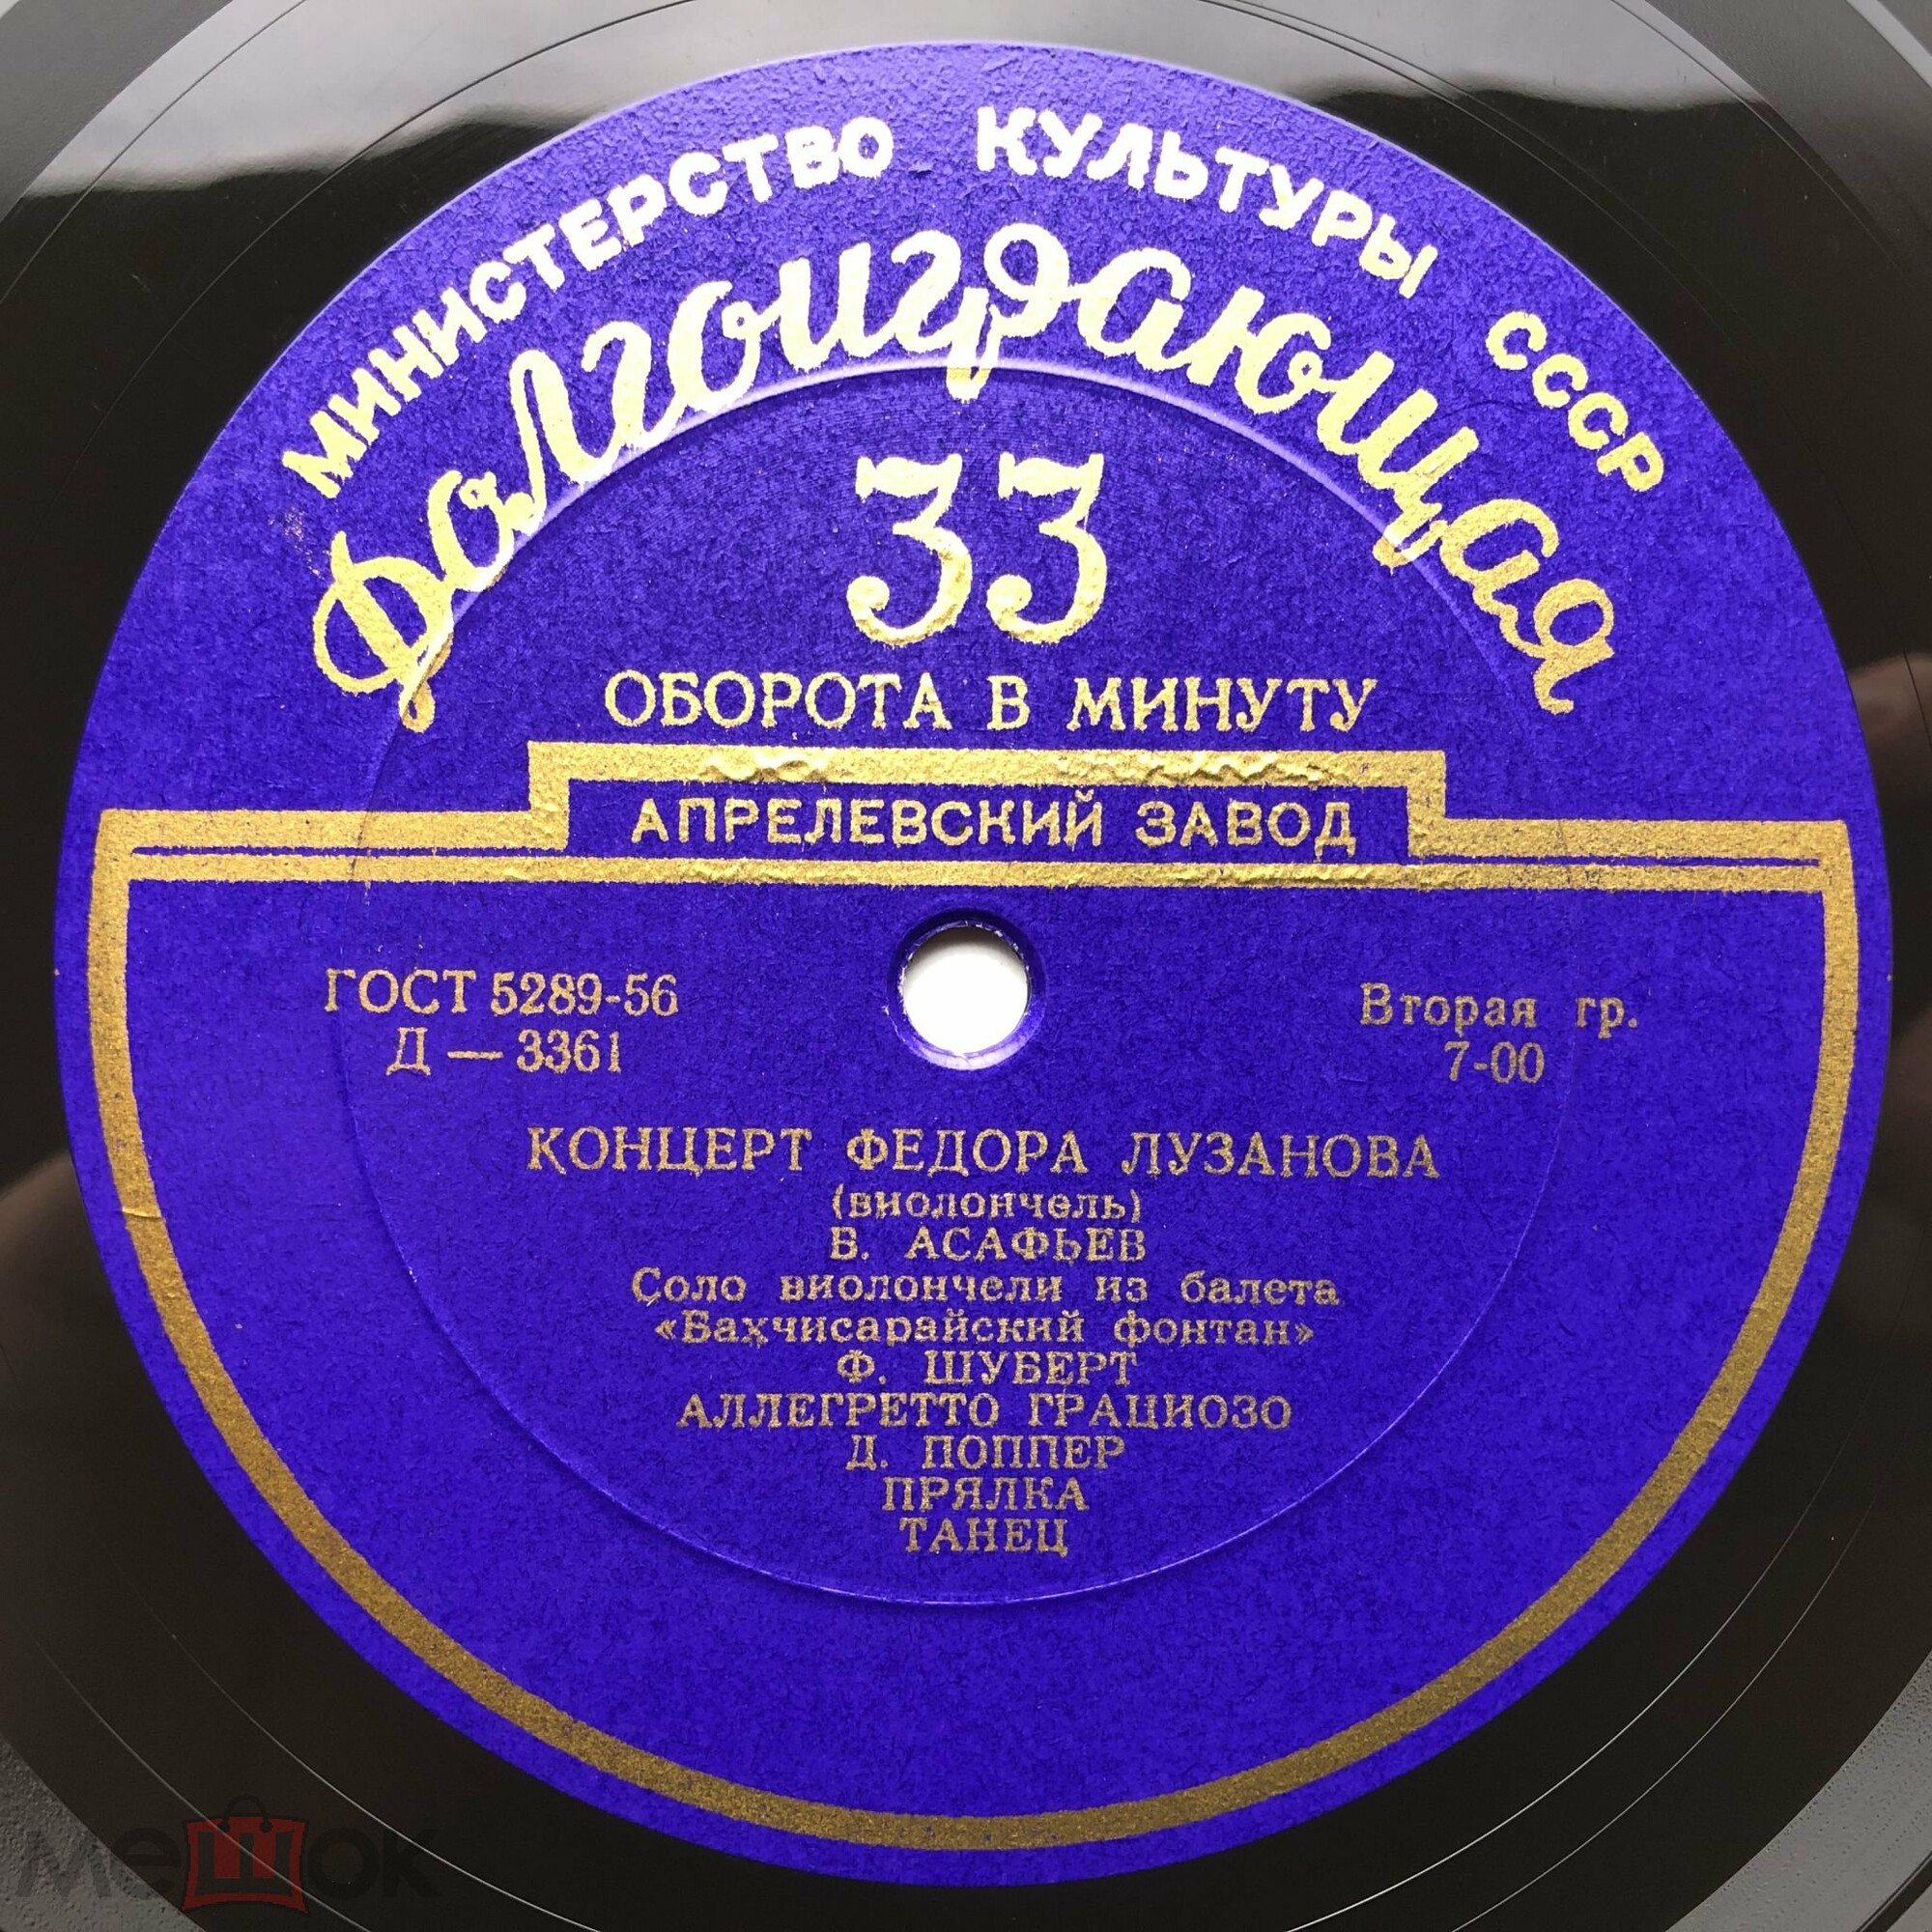 МИНИСТЕРСТВО КУЛЬТУРЫ СССР
Долгоиграющая
33
ОБОРОТА В МИНУТУ
АПРЕЛЕВСКИЙ ЗАВОД
ГОСТ 5289-56
Д — 3361
Вторая гр.
7-00
КОНЦЕРТ ФЕДОРА ЛУЗАНОВА
(виолончель)
Б. АСАФЬЕВ
Соло виолончели из балета
«Бахчисарайский фонтан»
Ф. ШУБЕРТ
АЛЛЕГРЕТТО ГРАЦИОЗО
Д. ПОППЕР
ПРЯЛКА
ТАНЕЦ
мешок